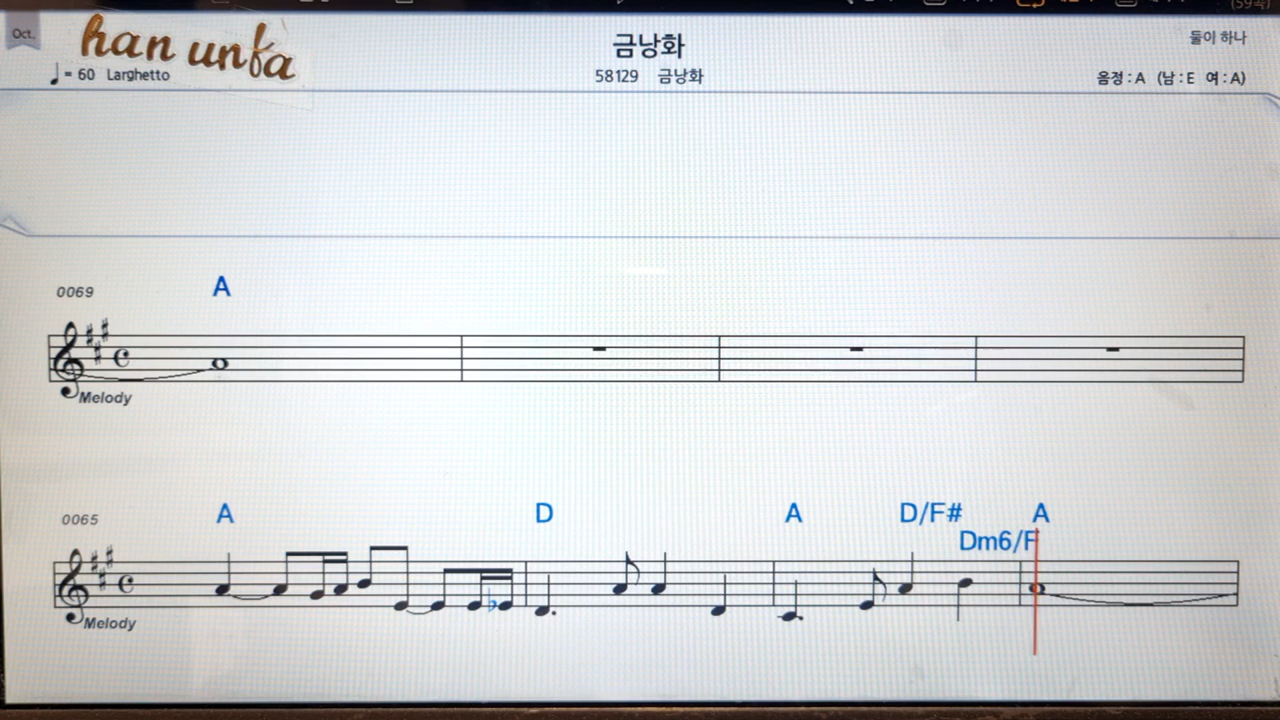 Oct.
han unfa
♩= 60 Larghetto
금낭화
58129 금낭화
둘이 하나
음정 : A (남 : E 여 : A)
0069
A
Melody
0065
A D A D/F# Dm6/F A
Melody